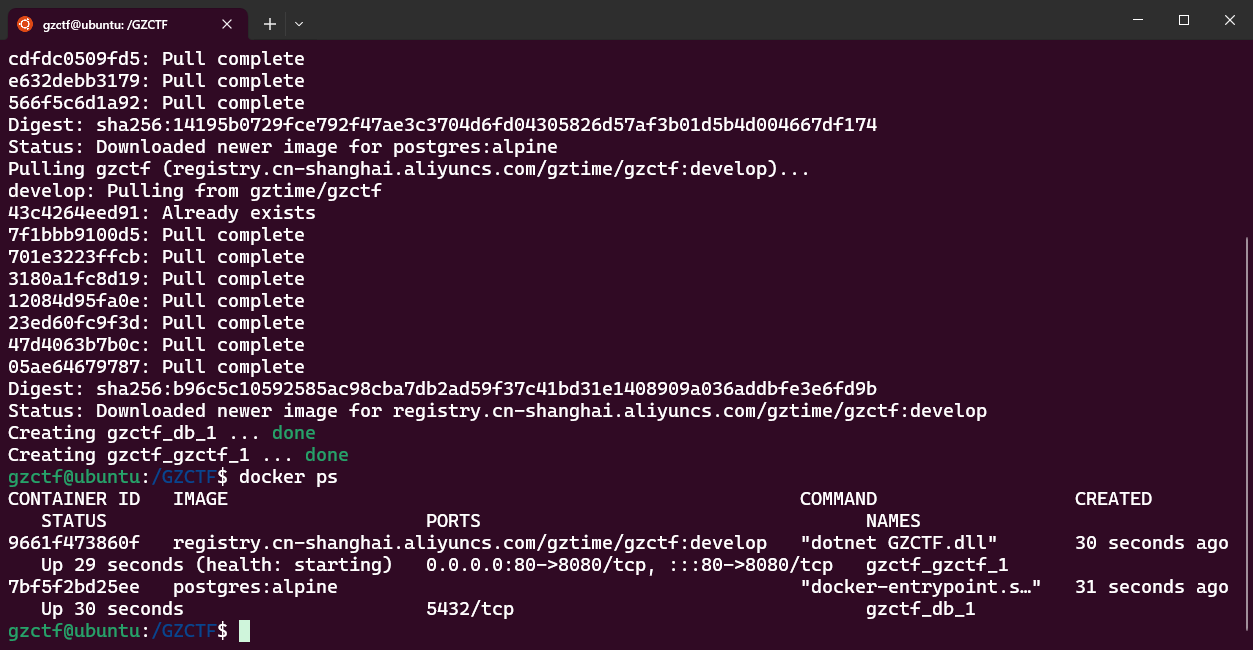 gzctf@ubuntu: /GZCTF
cdfdc0509fd5: Pull complete
e632debb3179: Pull complete
566f5c6d1a92: Pull complete
Digest: sha256:14195b0729fce792f47ae3c3704d6fd04305826d57af3b01d5b4d004667df174
Status: Downloaded newer image for postgres:alpine
Pulling gzctf (registry.cn-shanghai.aliyuncs.com/gztime/gzctf:develop)...
develop: Pulling from gztime/gzctf
43c4264eed91: Already exists
7f1bbb9100d5: Pull complete
701e3223ffcb: Pull complete
3180a1fc8d19: Pull complete
12084d95fa0e: Pull complete
23ed60fc9f3d: Pull complete
47d4063b7b0c: Pull complete
05ae64679787: Pull complete
Digest: sha256:b96c5c10592585ac98cba7db2ad59f37c41bd31e1408909a036addbfe3e6fd9b
Status: Downloaded newer image for registry.cn-shanghai.aliyuncs.com/gztime/gzctf:develop
Creating gzctf_db_1 ... done
Creating gzctf_gzctf_1 ... done
gzctf@ubuntu:/GZCTF$ docker ps
CONTAINER ID   IMAGE                                                    COMMAND                  CREATED
   STATUS                             PORTS                                   NAMES
9661f473860f   registry.cn-shanghai.aliyuncs.com/gztime/gzctf:develop   "dotnet GZCTF.dll"       30 seconds ago
   Up 29 seconds (health: starting)   0.0.0.0:80->8080/tcp, :::80->8080/tcp   gzctf_gzctf_1
7bf5f2bd25ee   postgres:alpine                                          "docker-entrypoint.s…"   31 seconds ago
   Up 30 seconds                      5432/tcp                                gzctf_db_1
gzctf@ubuntu:/GZCTF$